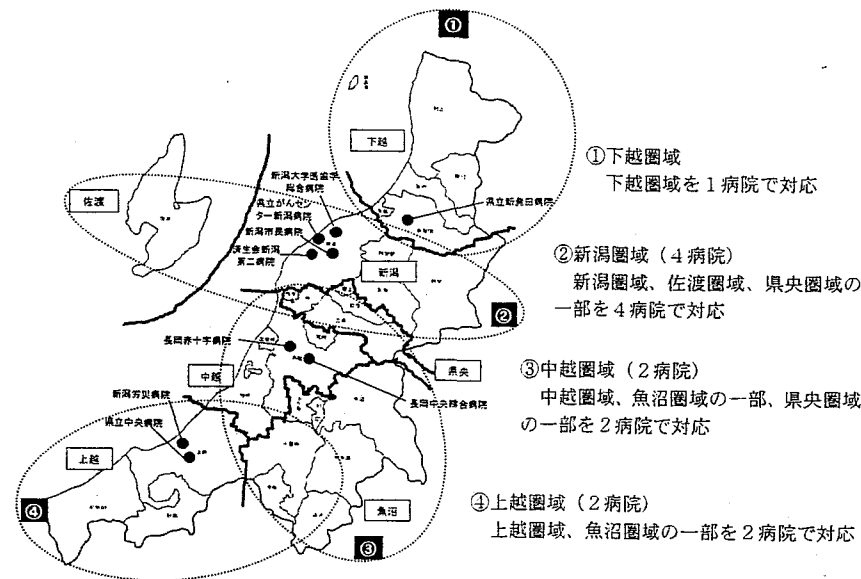 ①
下越
新潟大学医歯学
総合病院
県立がんセン
ター新潟病院
新潟市民病院
済生会新潟
第二病院
県立新発田病院
佐渡
新潟
②
長岡赤十字病院
中越
県央
長岡中央綜合病院
新潟労災病院
県立中央病院
上越
④
魚沼
③
①下越圏域
下越圏域を1病院で対応
②新潟圏域(4病院)
新潟圏域、佐渡圏域、県央圏域の
一部を4病院で対応
③中越圏域(2病院)
中越圏域、魚沼圏域の一部、県央圏域
の一部を2病院で対応
④上越圏域(2病院)
上越圏域、魚沼圏域の一部を2病院で対応